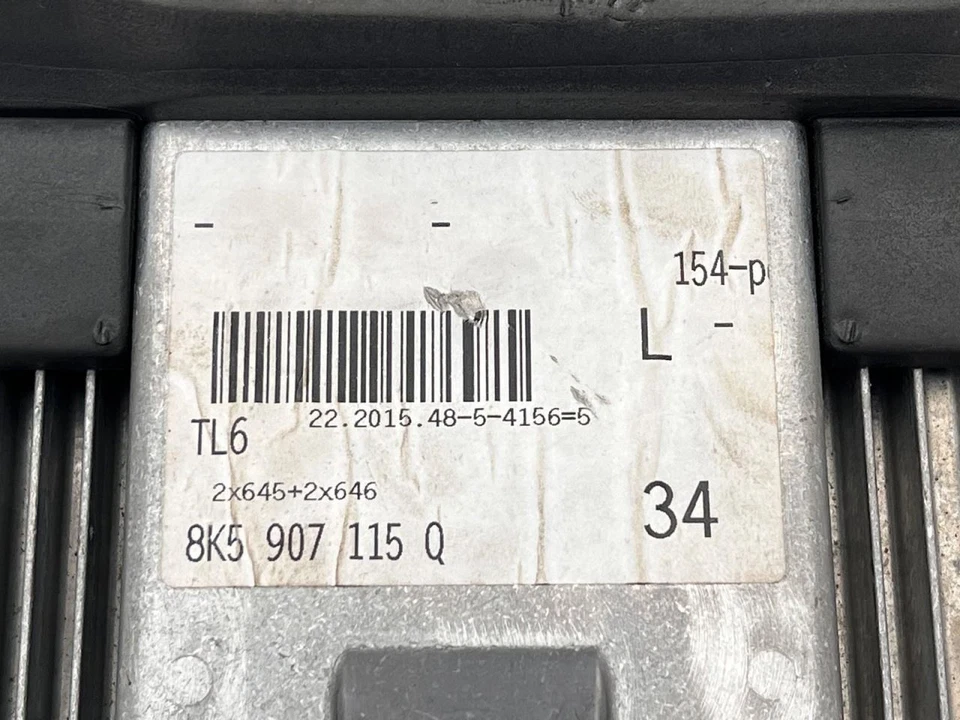 - -
154-p
L -
22.2015.48-5-4156=5
TL6
2x645+2x646
34
8K5 907 115 Q